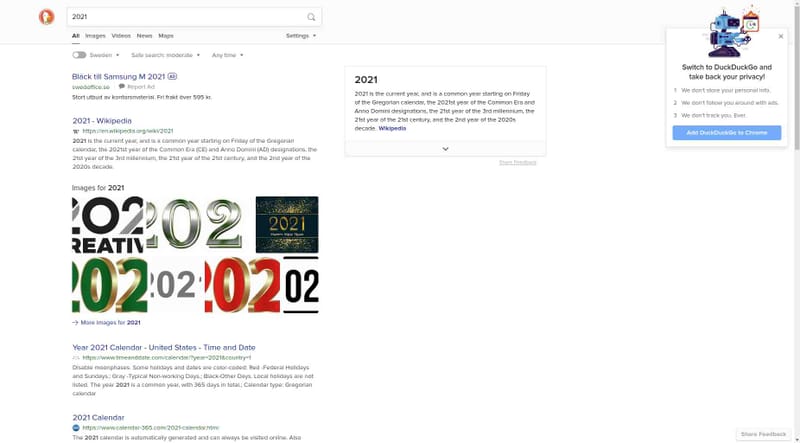 2021
All Images Videos News Maps Settings
Sweden Safe search: moderate Any time
Bläck till Samsung M 2021 Ad
swedoffice.se Report Ad
Stort utbud av kontorsmaterial. Fri frakt över 595 kr.
2021 - Wikipedia
https://en.wikipedia.org/wiki/2021
2021 is the current year, and is a common year starting on Friday of the Gregorian
calendar, the 2021st year of the Common Era (CE) and Anno Domini (AD) designations, the
21st year of the 3rd millennium, the 21st year of the 21st century, and the 2nd year of the
2020s decade.
Images for 2021
202
CREATIV
202
2021
HAPPY NEW YEAR
202
202
202
02
More Images for 2021
Year 2021 Calendar - United States - Time and Date
https://www.timeanddate.com/calendar/?year=2021&country=1
Disable moonphases. Some holidays and dates are color-coded: Red -Federal Holidays
and Sundays.; Gray -Typical Non-working Days.; Black-Other Days. Local holidays are not
listed. The year 2021 is a common year, with 365 days in total.; Calendar type: Gregorian
calendar
2021 Calendar
https://www.calendar-365.com/2021-calendar.html
The 2021 calendar is automatically generated and can always be visited online. Also
2021
2021 is the current year, and is a common year starting on Friday
of the Gregorian calendar, the 2021st year of the Common Era and
Anno Domini designations, the 21st year of the 3rd millennium, the
21st year of the 21st century, and the 2nd year of the 2020s
decade. Wikipedia
Share Feedback
Switch to DuckDuckGo and
take back your privacy!
1 We don't store your personal info.
2 We don't follow you around with ads.
3 We don't track you. Ever.
Add DuckDuckGo to Chrome
Share Feedback